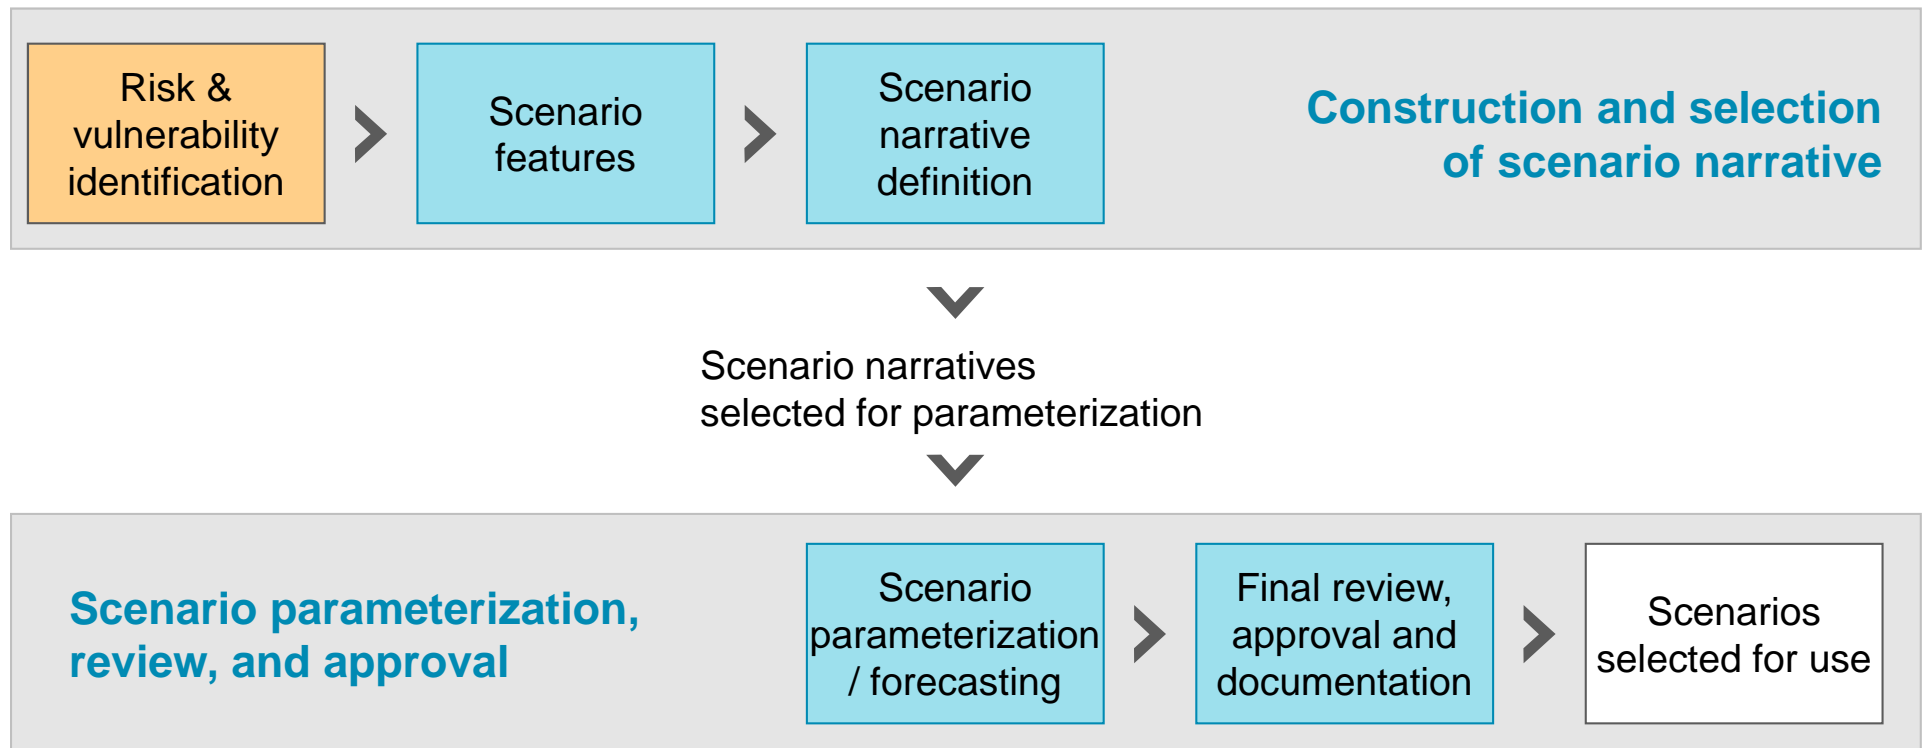 Risk &
vulnerability
identification
Scenario
features
Scenario
narrative
definition
Construction and selection
of scenario narrative
Scenario narratives
selected for parameterization
Scenario parameterization,
review, and approval
Scenario
parameterization
/ forecasting
Final review,
approval and
documentation
Scenarios
selected for use